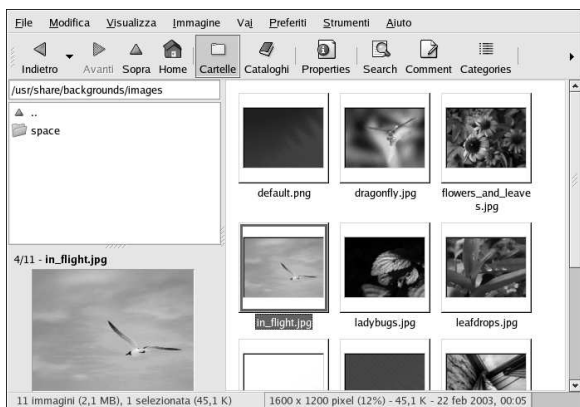 File Modifica Visualizza Immagine Vai Preferiti Strumenti Aiuto
Indietro Avanti Sopra Home Cartelle Cataloghi Properties Search Comment Categories
/usr/share/backgrounds/images
..
space
default.png dragonfly.jpg flowers_and_leave
s.jpg
4/11 - in_flight.jpg
in_flight.jpg ladybugs.jpg leafdrops.jpg
11 immagini (2,1 MB), 1 selezionata (45,1 K) 1600 x 1200 pixel (12%) - 45,1 K - 22 feb 2003, 00:05